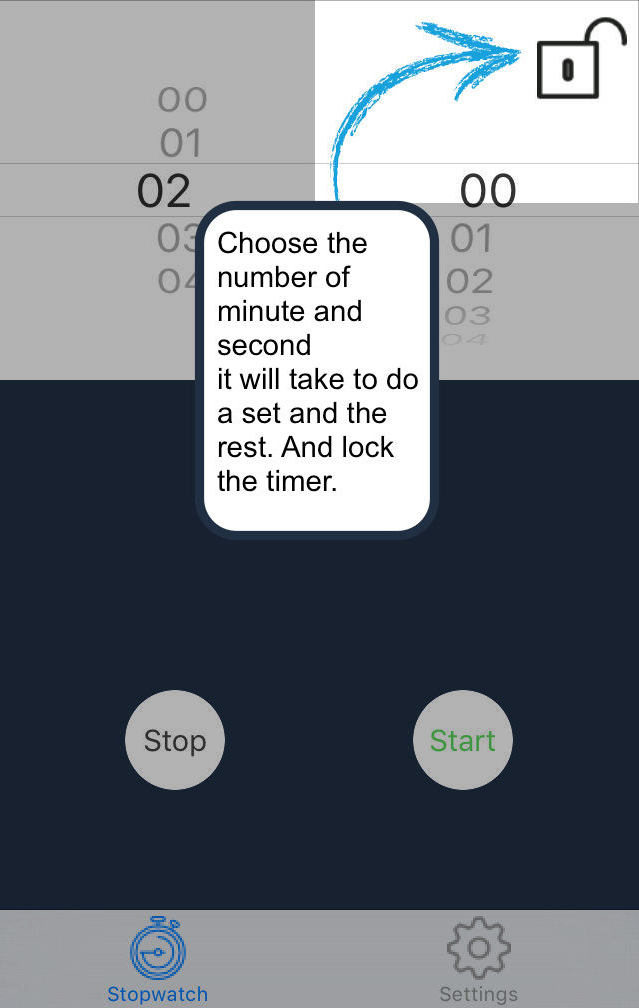 00
01
02 00
03 01
04 02
03
04
Choose the
number of
minute and
second
it will take to do
a set and the
rest. And lock
the timer.
Stop Start
Stopwatch Settings